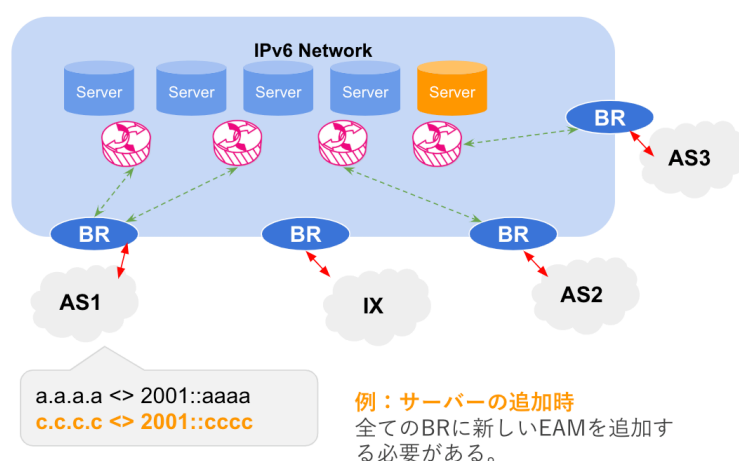 IPv6 Network
Server
Server
Server
Server
Server
BR
AS3
BR
BR
BR
AS1
IX
AS2
a.a.a.a <> 2001::aaaa
c.c.c.c <> 2001::cccc
例：サーバーの追加時
全てのBRに新しいEAMを追加す
る必要がある。